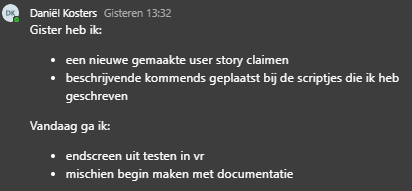 DK
Daniël Kosters Gisteren 13:32
Gister heb ik:
• een nieuwe gemaakte user story claimen
• beschrijvende kommends geplaatst bij de scriptjes die ik heb
geschreven
Vandaag ga ik:
• endscreen uit testen in vr
• mischien begin maken met documentatie